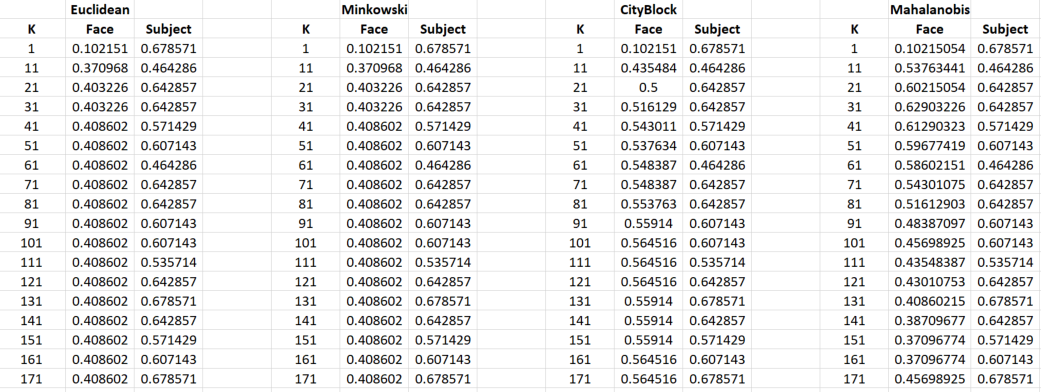 Euclidean Minkowski CityBlock Mahalanobis
K Face Subject K Face Subject K Face Subject K Face Subject
1 0.102151 0.678571 1 0.102151 0.678571 1 0.102151 0.678571 1 0.10215054 0.678571
11 0.370968 0.464286 11 0.370968 0.464286 11 0.435484 0.464286 11 0.53763441 0.464286
21 0.403226 0.642857 21 0.403226 0.642857 21 0.5 0.642857 21 0.60215054 0.642857
31 0.403226 0.642857 31 0.403226 0.642857 31 0.516129 0.642857 31 0.62903226 0.642857
41 0.408602 0.571429 41 0.408602 0.571429 41 0.543011 0.571429 41 0.61290323 0.571429
51 0.408602 0.607143 51 0.408602 0.607143 51 0.537634 0.607143 51 0.59677419 0.607143
61 0.408602 0.464286 61 0.408602 0.464286 61 0.548387 0.464286 61 0.58602151 0.464286
71 0.408602 0.642857 71 0.408602 0.642857 71 0.548387 0.642857 71 0.54301075 0.642857
81 0.408602 0.642857 81 0.408602 0.642857 81 0.553763 0.642857 81 0.51612903 0.642857
91 0.408602 0.607143 91 0.408602 0.607143 91 0.55914 0.607143 91 0.48387097 0.607143
101 0.408602 0.607143 101 0.408602 0.607143 101 0.564516 0.607143 101 0.45698925 0.607143
111 0.408602 0.535714 111 0.408602 0.535714 111 0.564516 0.535714 111 0.43548387 0.535714
121 0.408602 0.642857 121 0.408602 0.642857 121 0.564516 0.642857 121 0.43010753 0.642857
131 0.408602 0.678571 131 0.408602 0.678571 131 0.55914 0.678571 131 0.40860215 0.678571
141 0.408602 0.642857 141 0.408602 0.642857 141 0.55914 0.642857 141 0.38709677 0.642857
151 0.408602 0.571429 151 0.408602 0.571429 151 0.55914 0.571429 151 0.37096774 0.571429
161 0.408602 0.607143 161 0.408602 0.607143 161 0.564516 0.607143 161 0.37096774 0.607143
171 0.408602 0.678571 171 0.408602 0.678571 171 0.564516 0.678571 171 0.45698925 0.678571